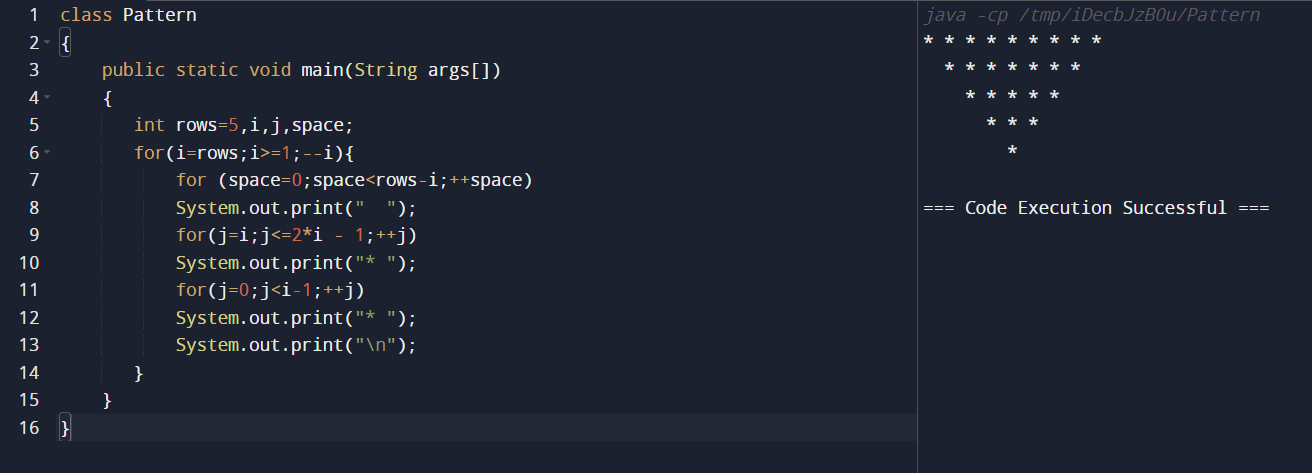 1 class Pattern
2 {
3     public static void main(String args[])
4     {
5        int rows=5,i,j,space;
6        for(i=rows;i>=1;--i){
7            for (space=0;space<rows-i;++space)
8            System.out.print("  ");
9            for(j=i;j<=2*i - 1;++j)
10            System.out.print("* ");
11            for(j=0;j<i-1;++j)
12            System.out.print("* ");
13            System.out.print("\n");
14        }
15     }
16 }
java -cp /tmp/iDecbJzBOu/Pattern
* * * * * * * * *
  * * * * * * *
    * * * * *
      * * *
        *
=== Code Execution Successful ===